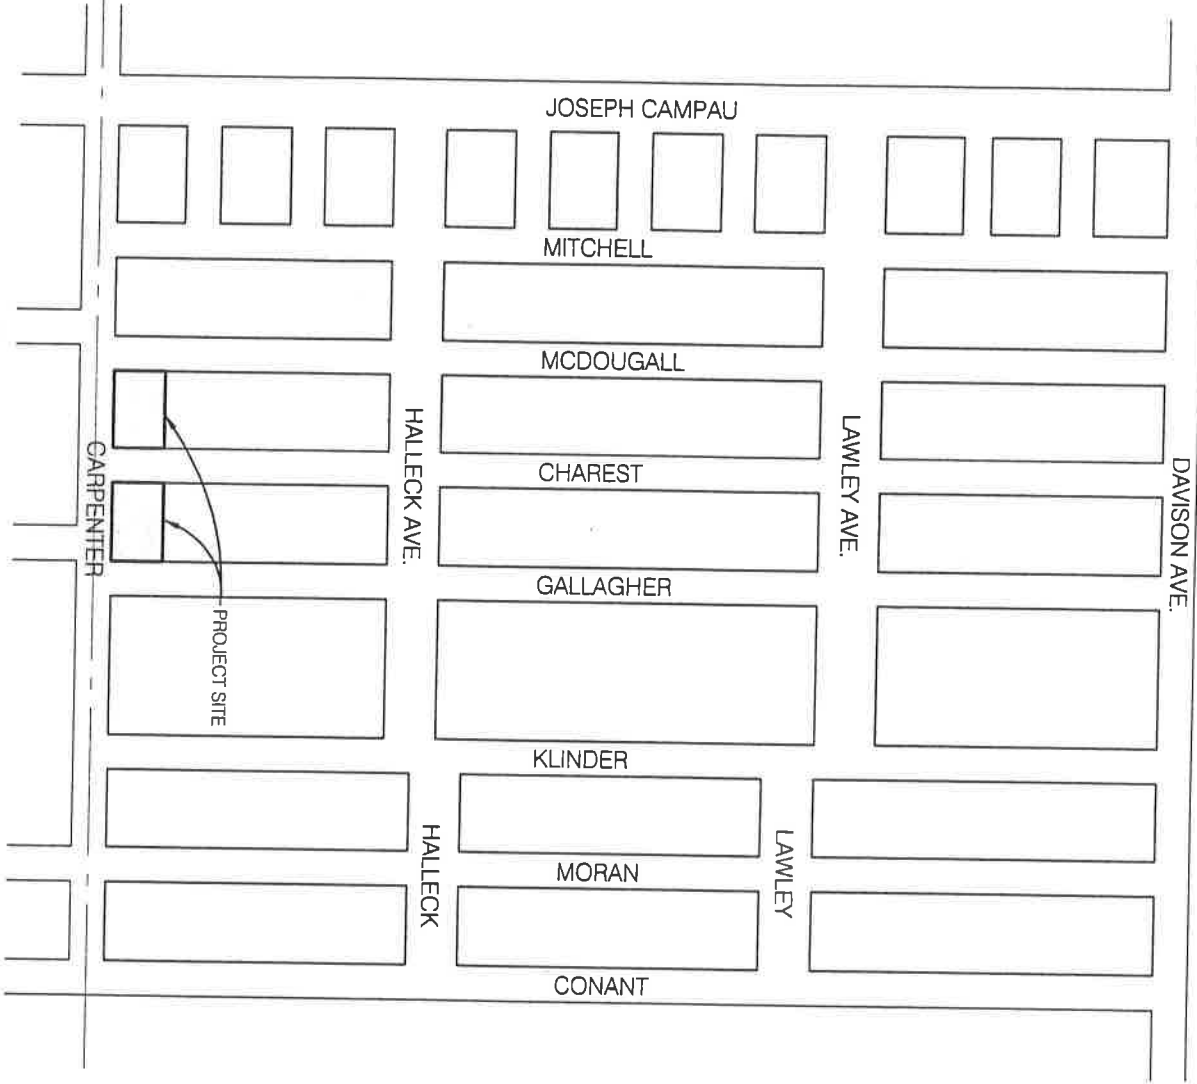 JOSEPH CAMPAU
MITCHELL
MCDOUGALL
CARPENTER
HALLECK AVE.
CHAREST
LAWLEY AVE.
DAVISON AVE.
GALLAGHER
PROJECT SITE
KLINDER
HALLECK
MORAN
LAWLEY
CONANT